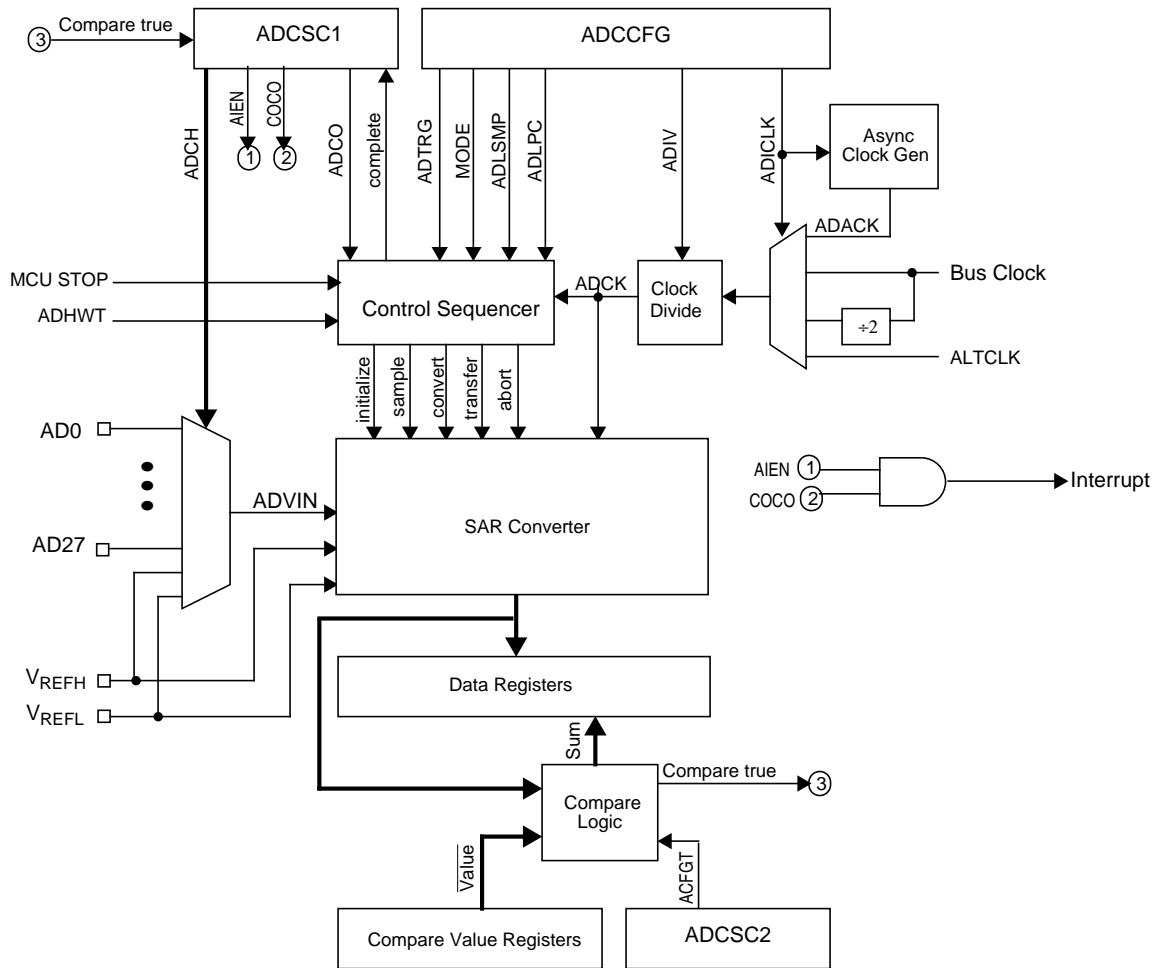 3
Compare true
ADCSC1
ADCCFG
ADCH
AIEN
COCO
ADCO
complete
ADTRG
MODE
ADLSMP
ADLPC
ADIV
ADICLK
Async
Clock Gen
1
2
ADACK
MCU STOP
ADHWT
Control Sequencer
ADCK
Clock
Divide
Bus Clock
÷2
ALTCLK
initialize
sample
convert
transfer
abort
AD0
AD27
ADVIN
SAR Converter
AIEN 1
COCO 2
Interrupt
VREFH
VREFL
Data Registers
Sum
Compare true
3
Compare
Logic
Value
ACFGT
Compare Value Registers
ADCSC2